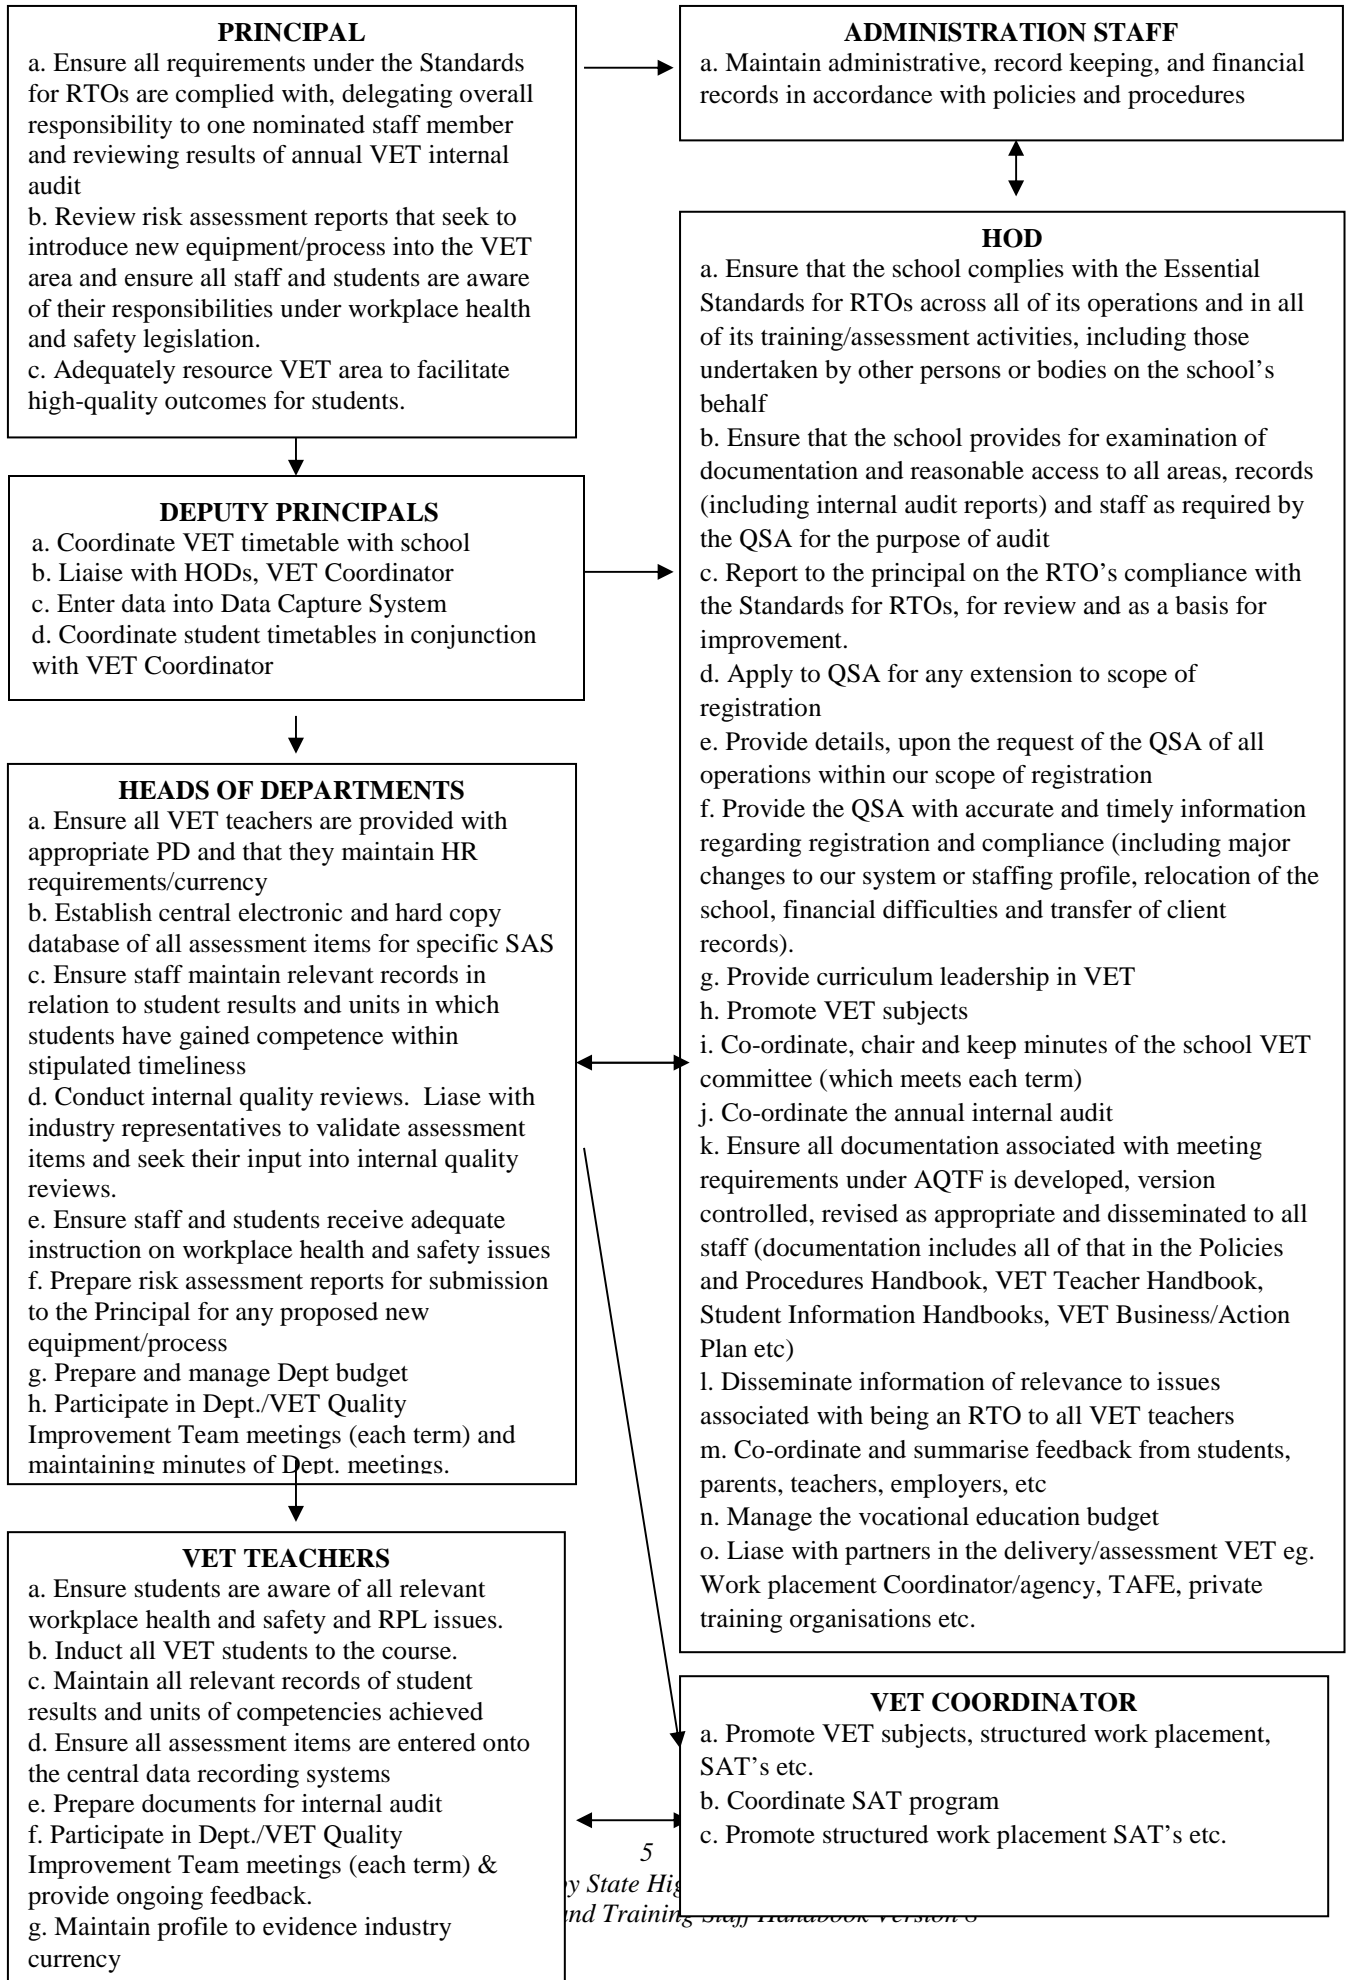 PRINCIPAL
a. Ensure all requirements under the Standards
for RTOs are complied with, delegating overall
responsibility to one nominated staff member
and reviewing results of annual VET internal
audit
b. Review risk assessment reports that seek to
introduce new equipment/process into the VET
area and ensure all staff and students are aware
of their responsibilities under workplace health
and safety legislation.
c. Adequately resource VET area to facilitate
high-quality outcomes for students.
ADMINISTRATION STAFF
a. Maintain administrative, record keeping, and financial
records in accordance with policies and procedures
DEPUTY PRINCIPALS
a. Coordinate VET timetable with school
b. Liaise with HODs, VET Coordinator
c. Enter data into Data Capture System
d. Coordinate student timetables in conjunction
with VET Coordinator
HOD
a. Ensure that the school complies with the Essential
Standards for RTOs across all of its operations and in all
of its training/assessment activities, including those
undertaken by other persons or bodies on the school’s
behalf
b. Ensure that the school provides for examination of
documentation and reasonable access to all areas, records
(including internal audit reports) and staff as required by
the QSA for the purpose of audit
c. Report to the principal on the RTO’s compliance with
the Standards for RTOs, for review and as a basis for
improvement.
d. Apply to QSA for any extension to scope of
registration
e. Provide details, upon the request of the QSA of all
operations within our scope of registration
f. Provide the QSA with accurate and timely information
regarding registration and compliance (including major
changes to our system or staffing profile, relocation of the
school, financial difficulties and transfer of client
records).
g. Provide curriculum leadership in VET
h. Promote VET subjects
i. Co-ordinate, chair and keep minutes of the school VET
committee (which meets each term)
j. Co-ordinate the annual internal audit
k. Ensure all documentation associated with meeting
requirements under AQTF is developed, version
controlled, revised as appropriate and disseminated to all
staff (documentation includes all of that in the Policies
and Procedures Handbook, VET Teacher Handbook,
Student Information Handbooks, VET Business/Action
Plan etc)
l. Disseminate information of relevance to issues
associated with being an RTO to all VET teachers
m. Co-ordinate and summarise feedback from students,
parents, teachers, employers, etc
n. Manage the vocational education budget
o. Liase with partners in the delivery/assessment VET eg.
Work placement Coordinator/agency, TAFE, private
training organisations etc.
HEADS OF DEPARTMENTS
a. Ensure all VET teachers are provided with
appropriate PD and that they maintain HR
requirements/currency
b. Establish central electronic and hard copy
database of all assessment items for specific SAS
c. Ensure staff maintain relevant records in
relation to student results and units in which
students have gained competence within
stipulated timeliness
d. Conduct internal quality reviews.  Liase with
industry representatives to validate assessment
items and seek their input into internal quality
reviews.
e. Ensure staff and students receive adequate
instruction on workplace health and safety issues
f. Prepare risk assessment reports for submission
to the Principal for any proposed new
equipment/process
g. Prepare and manage Dept budget
h. Participate in Dept./VET Quality
Improvement Team meetings (each term) and
maintaining minutes of Dept. meetings.
VET TEACHERS
a. Ensure students are aware of all relevant
workplace health and safety and RPL issues.
b. Induct all VET students to the course.
c. Maintain all relevant records of student
results and units of competencies achieved
d. Ensure all assessment items are entered onto
the central data recording systems
e. Prepare documents for internal audit
f. Participate in Dept./VET Quality
Improvement Team meetings (each term) &
provide ongoing feedback.
g. Maintain profile to evidence industry
currency
VET COORDINATOR
a. Promote VET subjects, structured work placement,
SAT’s etc.
b. Coordinate SAT program
c. Promote structured work placement SAT’s etc.
5
State
and Training Staff Handbook Version